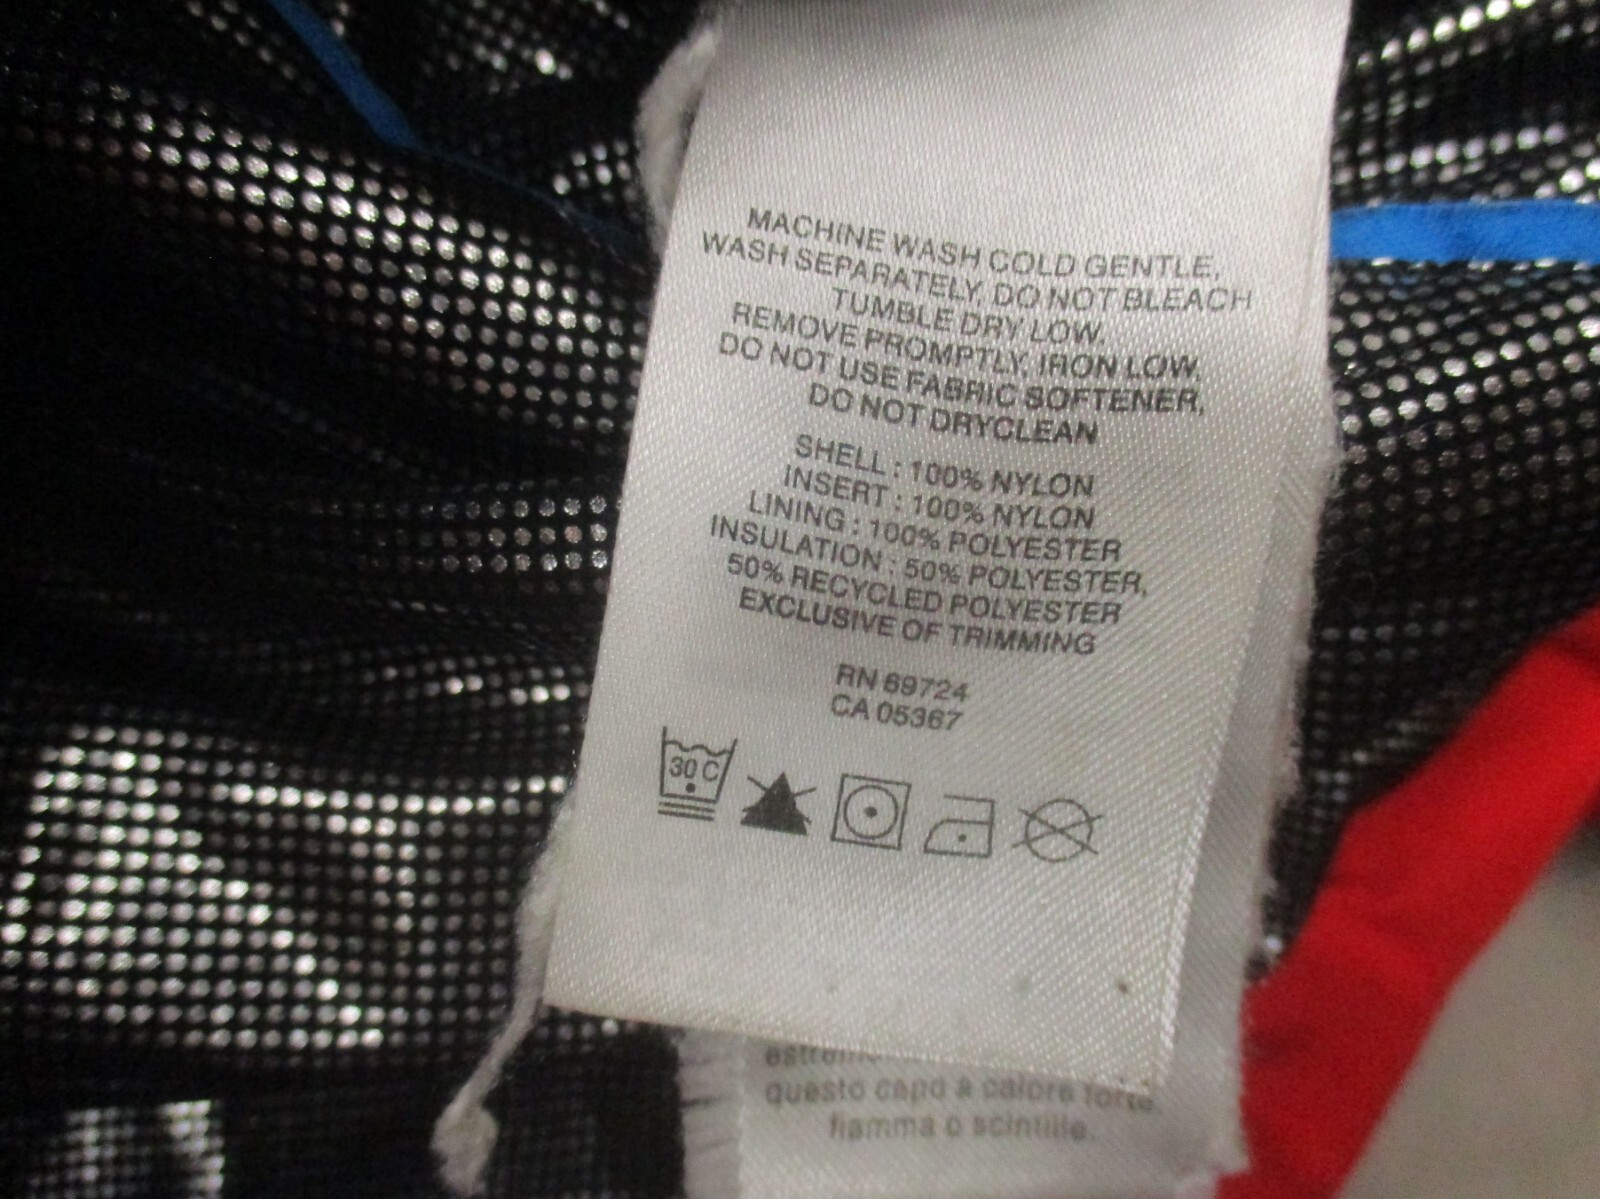 MACHINE WASH COLD GENTLE,
WASH SEPARATELY, DO NOT BLEACH
TUMBLE DRY LOW.
REMOVE PROMPTLY, IRON LOW,
DO NOT USE FABRIC SOFTENER,
DO NOT DRYCLEAN
SHELL : 100% NYLON
INSERT : 100% NYLON
LINING : 100% POLYESTER
INSULATION : 50% POLYESTER,
50% RECYCLED POLYESTER
EXCLUSIVE OF TRIMMING
RN 69724
CA 05367
30 C
questo capo a calore forte
fiamma o scintille.